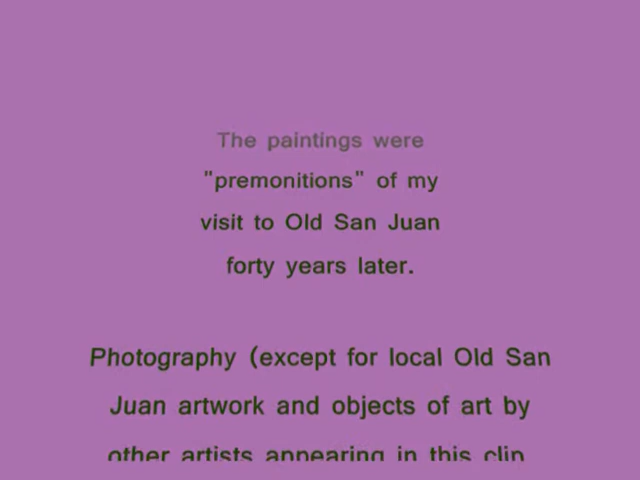 The paintings were
"premonitions" of my
visit to Old San Juan
forty years later.
Photography (except for local Old San
Juan artwork and objects of art by
other artists appearing in this clip